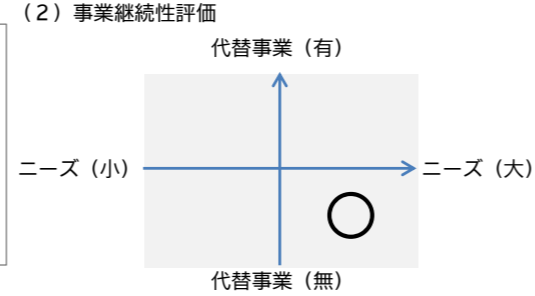 （２）事業継続性評価
代替事業（有）
ニーズ（小）
ニーズ（大）
代替事業（無）